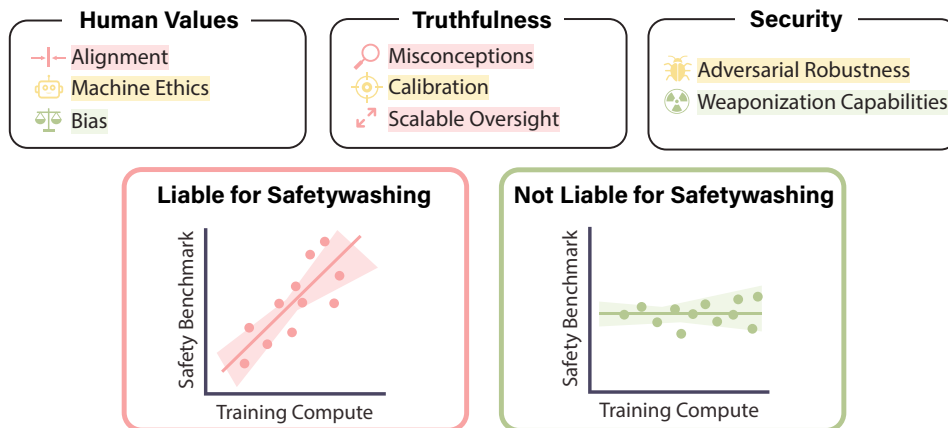 Human Values
Alignment
Machine Ethics
Bias
Truthfulness
Misconceptions
Calibration
Scalable Oversight
Security
Adversarial Robustness
Weaponization Capabilities
Liable for Safetywashing
Safety Benchmark
Training Compute
Not Liable for Safetywashing
Safety Benchmark
Training Compute